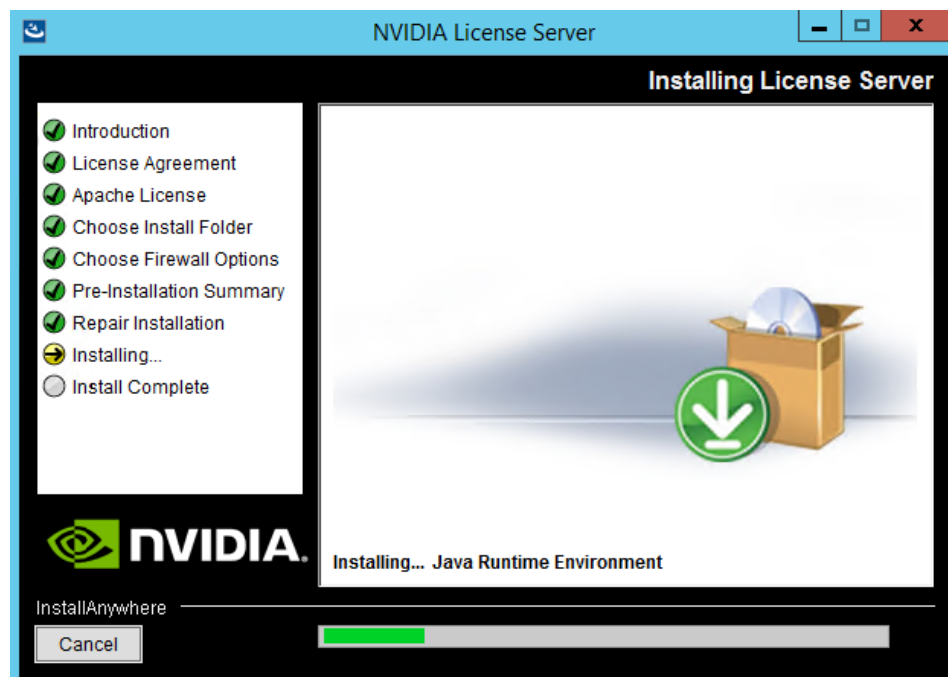 NVIDIA License Server
Installing License Server
Introduction
License Agreement
Apache License
Choose Install Folder
Choose Firewall Options
Pre-Installation Summary
Repair Installation
Installing...
Install Complete
NVIDIA.
Installing... Java Runtime Environment
InstallAnywhere
Cancel